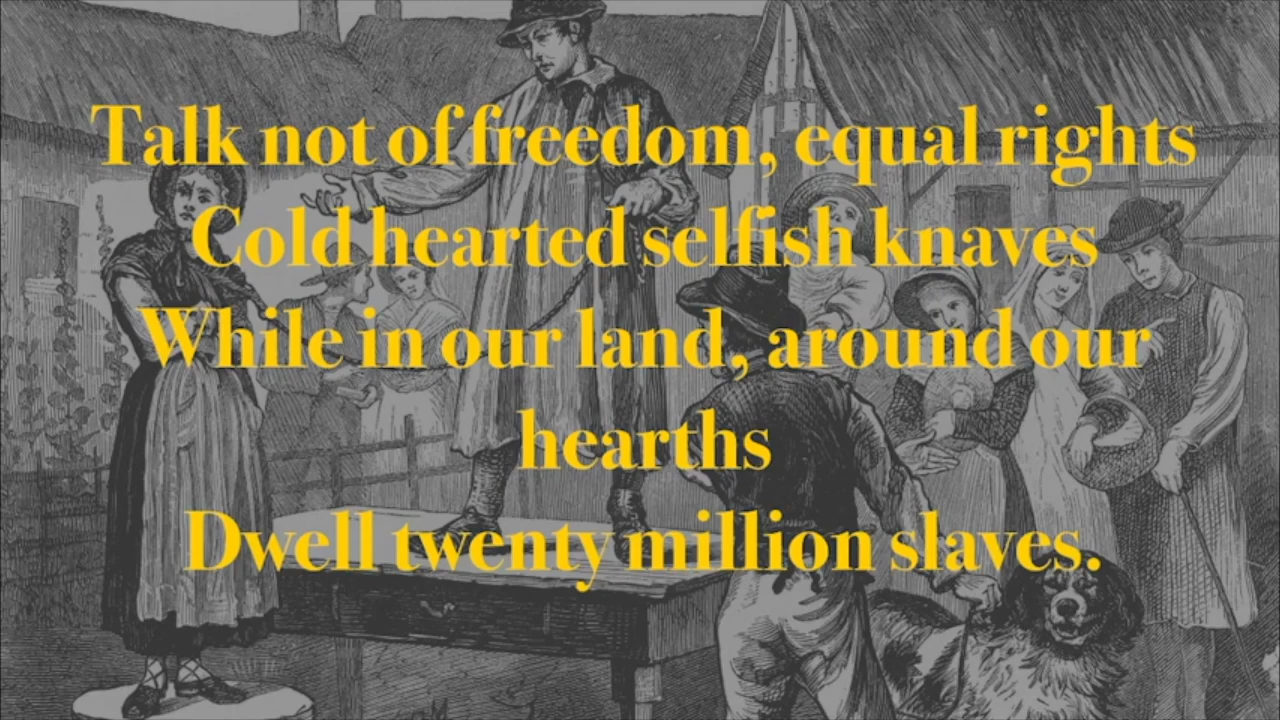 Talk not of freedom, equal rights
Cold hearted selfish knaves
While in our land, around our
hearths
Dwell twenty million slaves.